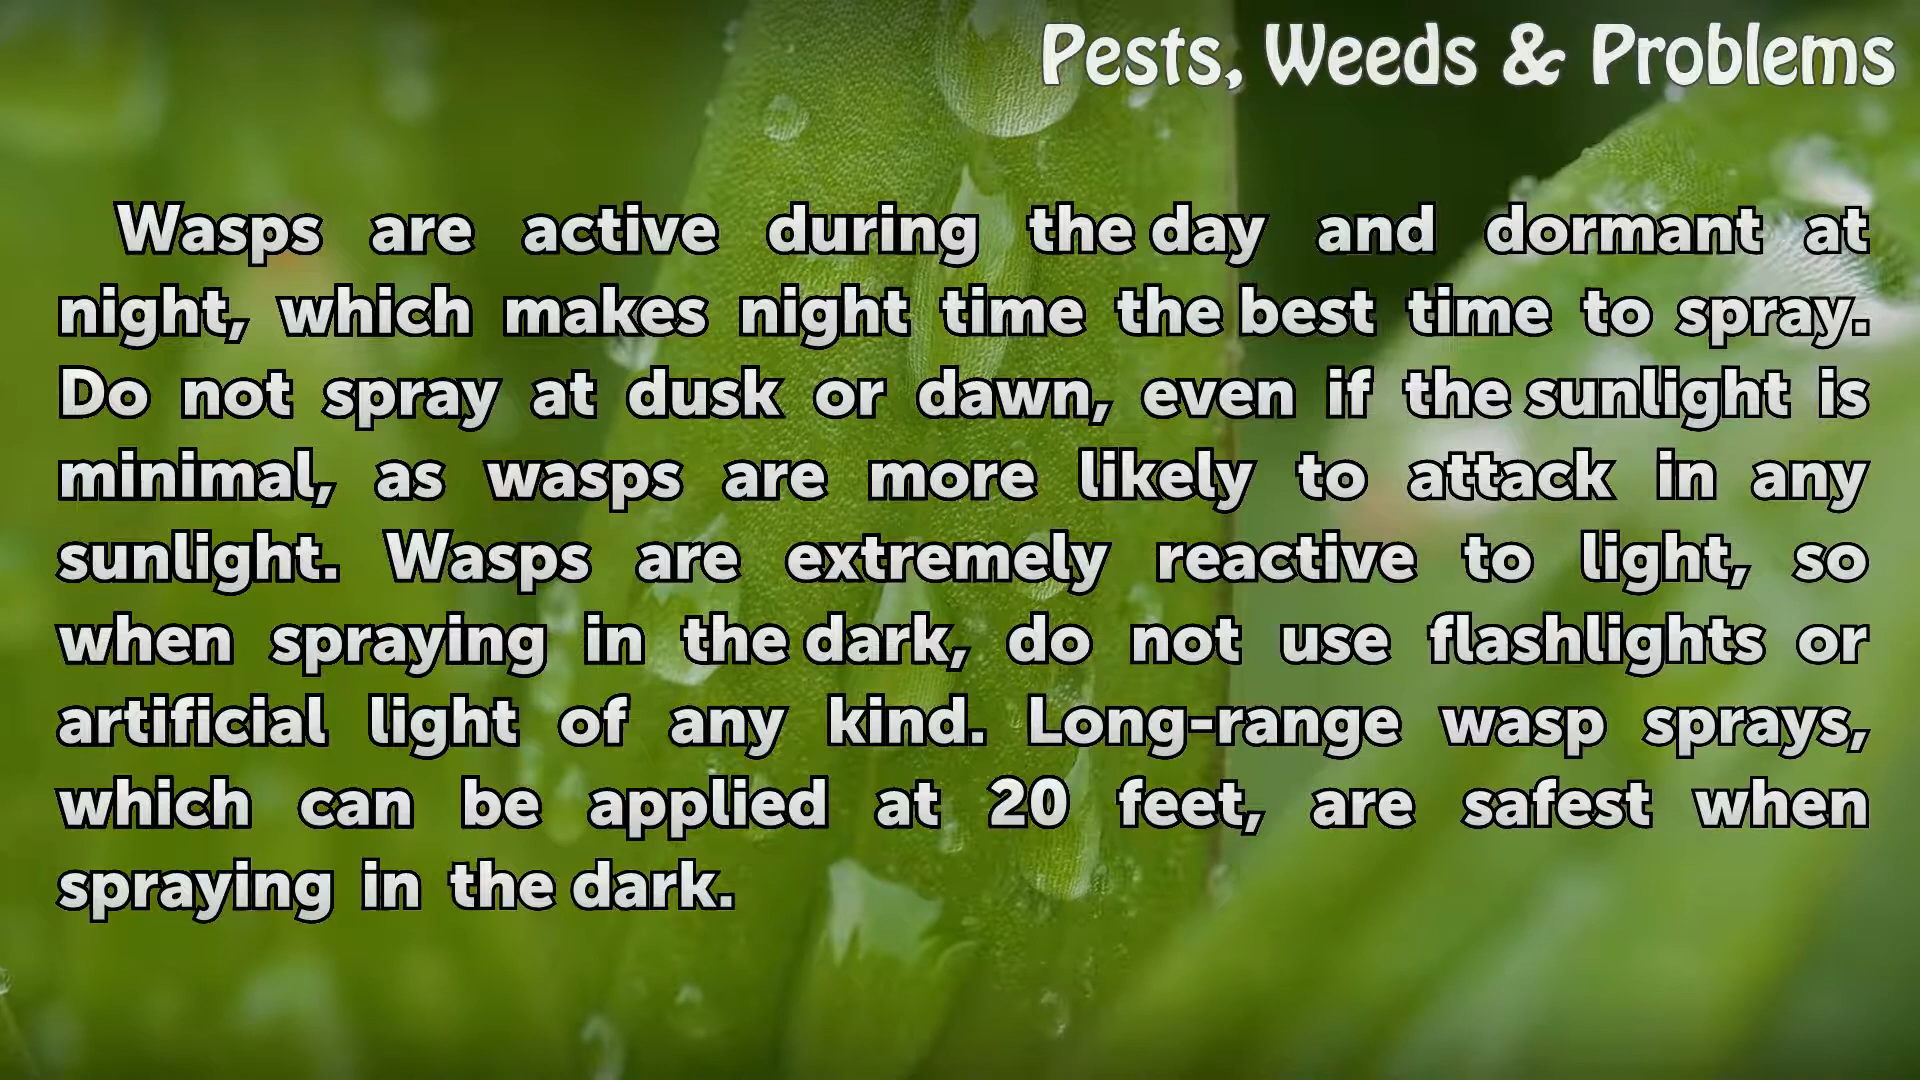 Pests, Weeds & Problems
Wasps are active during the day and dormant at
night, which makes night time the best time to spray.
Do not spray at dusk or dawn, even if the sunlight is
minimal, as wasps are more likely to attack in any
sunlight. Wasps are extremely reactive to light, so
when spraying in the dark, do not use flashlights or
artificial light of any kind. Long-range wasp sprays,
which can be applied at 20 feet, are safest when
spraying in the dark.